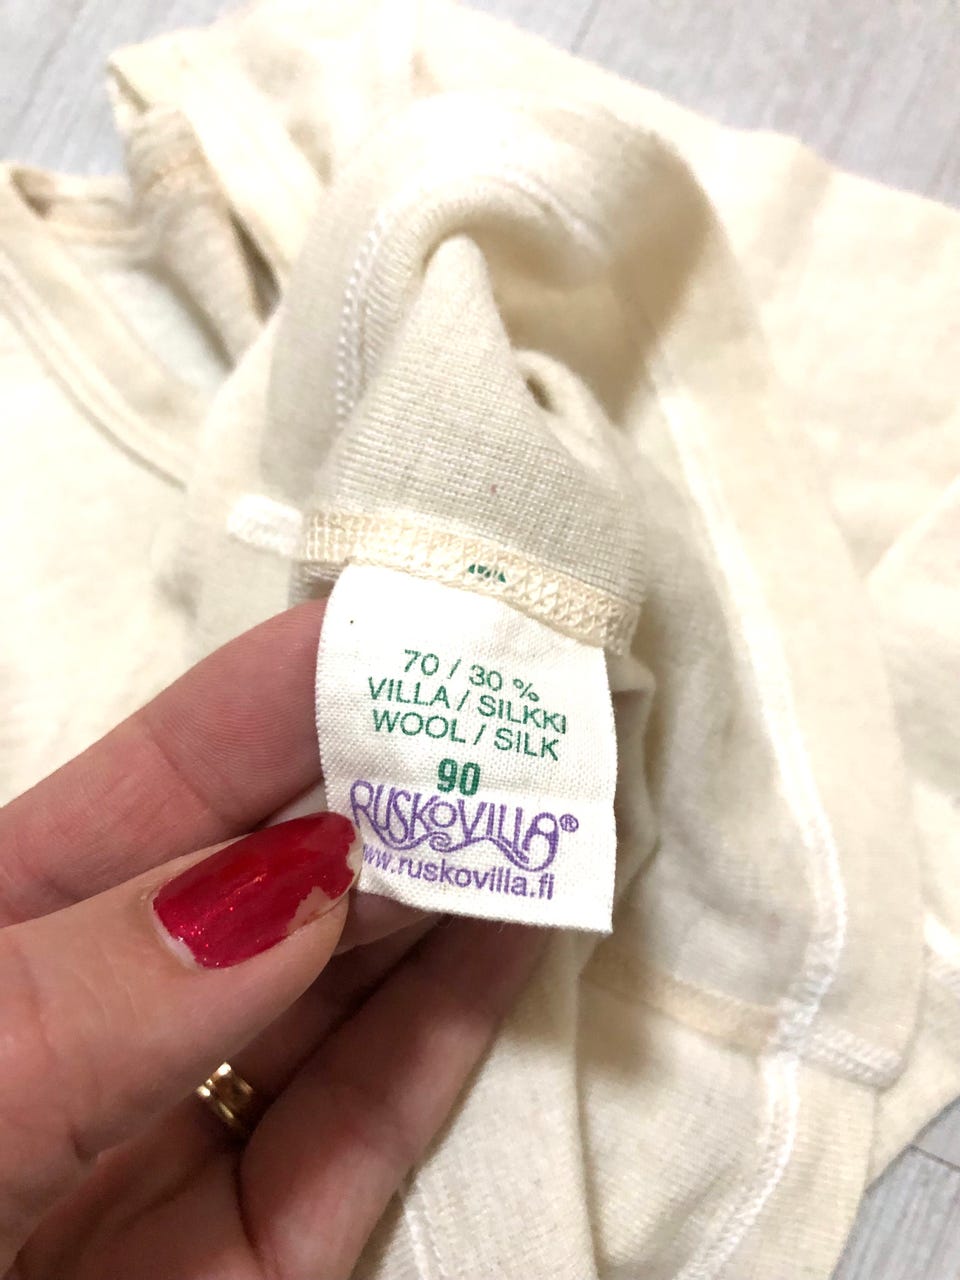 70 / 30 %
VILLA / SILKKI
WOOL / SILK
90
RUSKOVILLA®
www.ruskovilla.fi